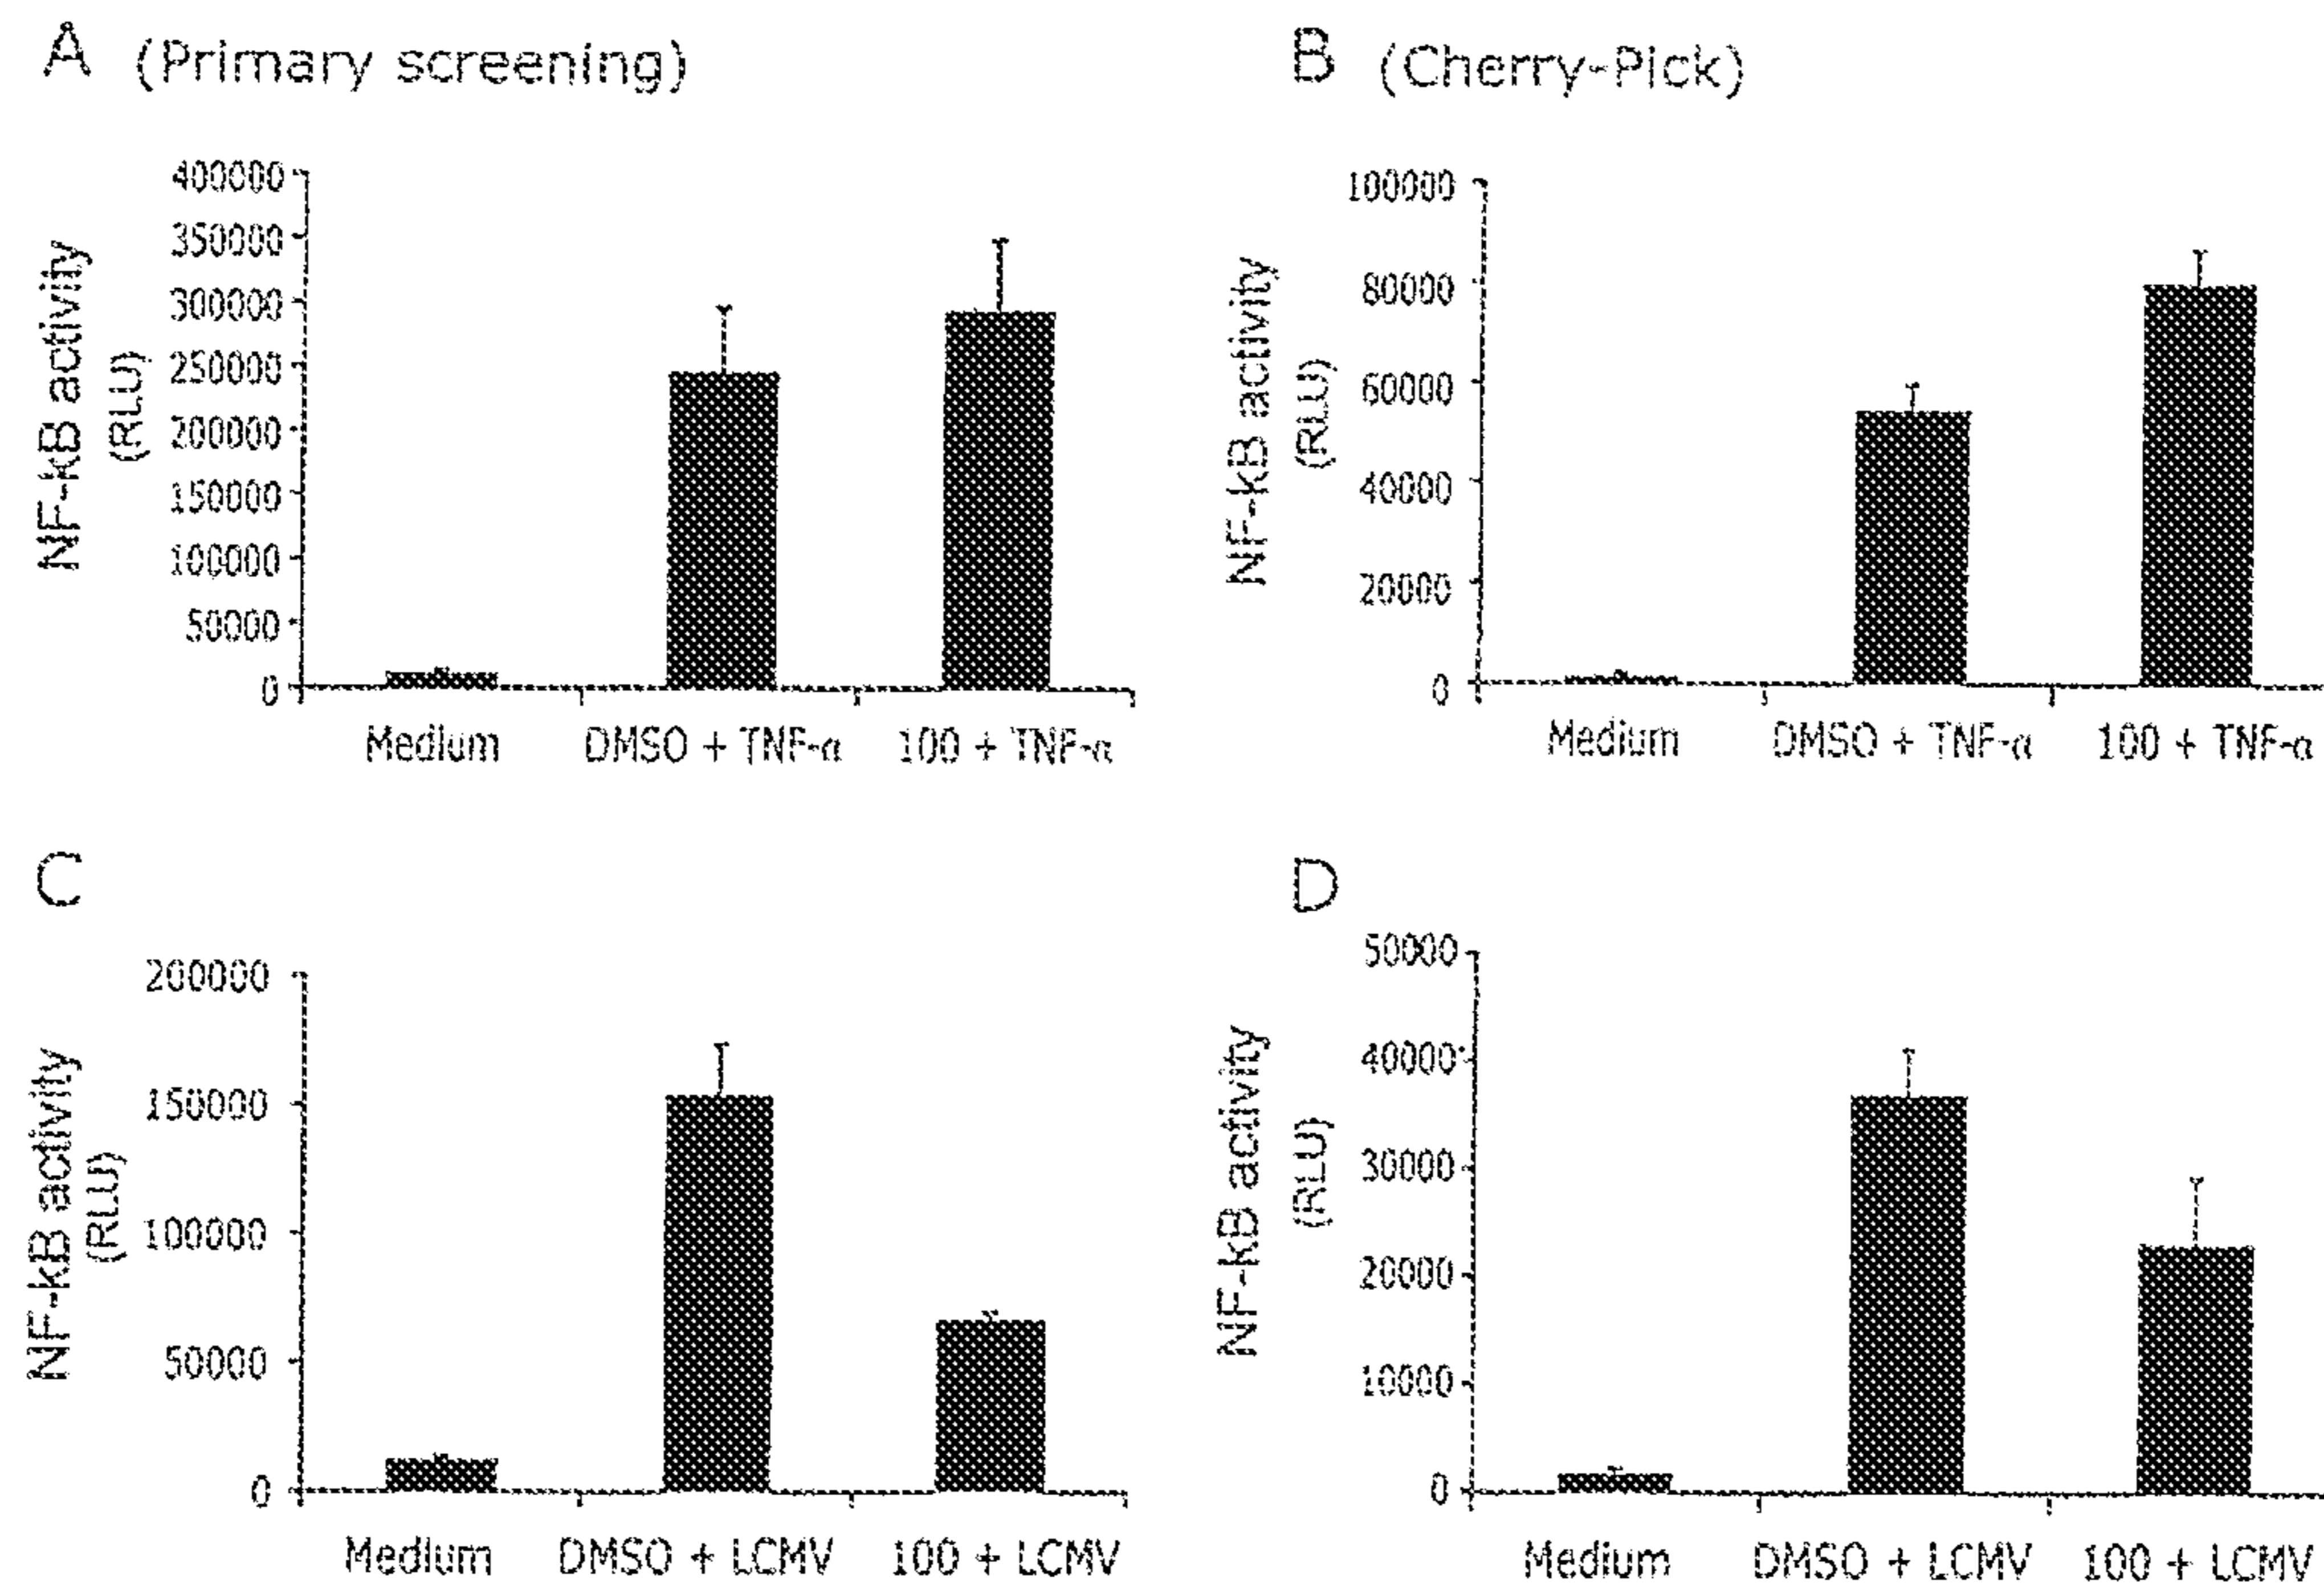 A (Primary screening)
NF-kB activity
(RLU)
400000
350000
300000
250000
200000
150000
100000
50000
0
Medium DMSO + TNF-α 100 + TNF-α
B (Cherry-Pick)
NF-kB activity
(RLU)
100000
80000
60000
40000
20000
0
Medium DMSO + TNF-α 100 + TNF-α
C
NF-kB activity
(RLU)
200000
150000
100000
50000
0
Medium DMSO + LCMV 100 + LCMV
D
NF-kB activity
(RLU)
50000
40000
30000
20000
10000
0
Medium DMSO + LCMV 100 + LCMV